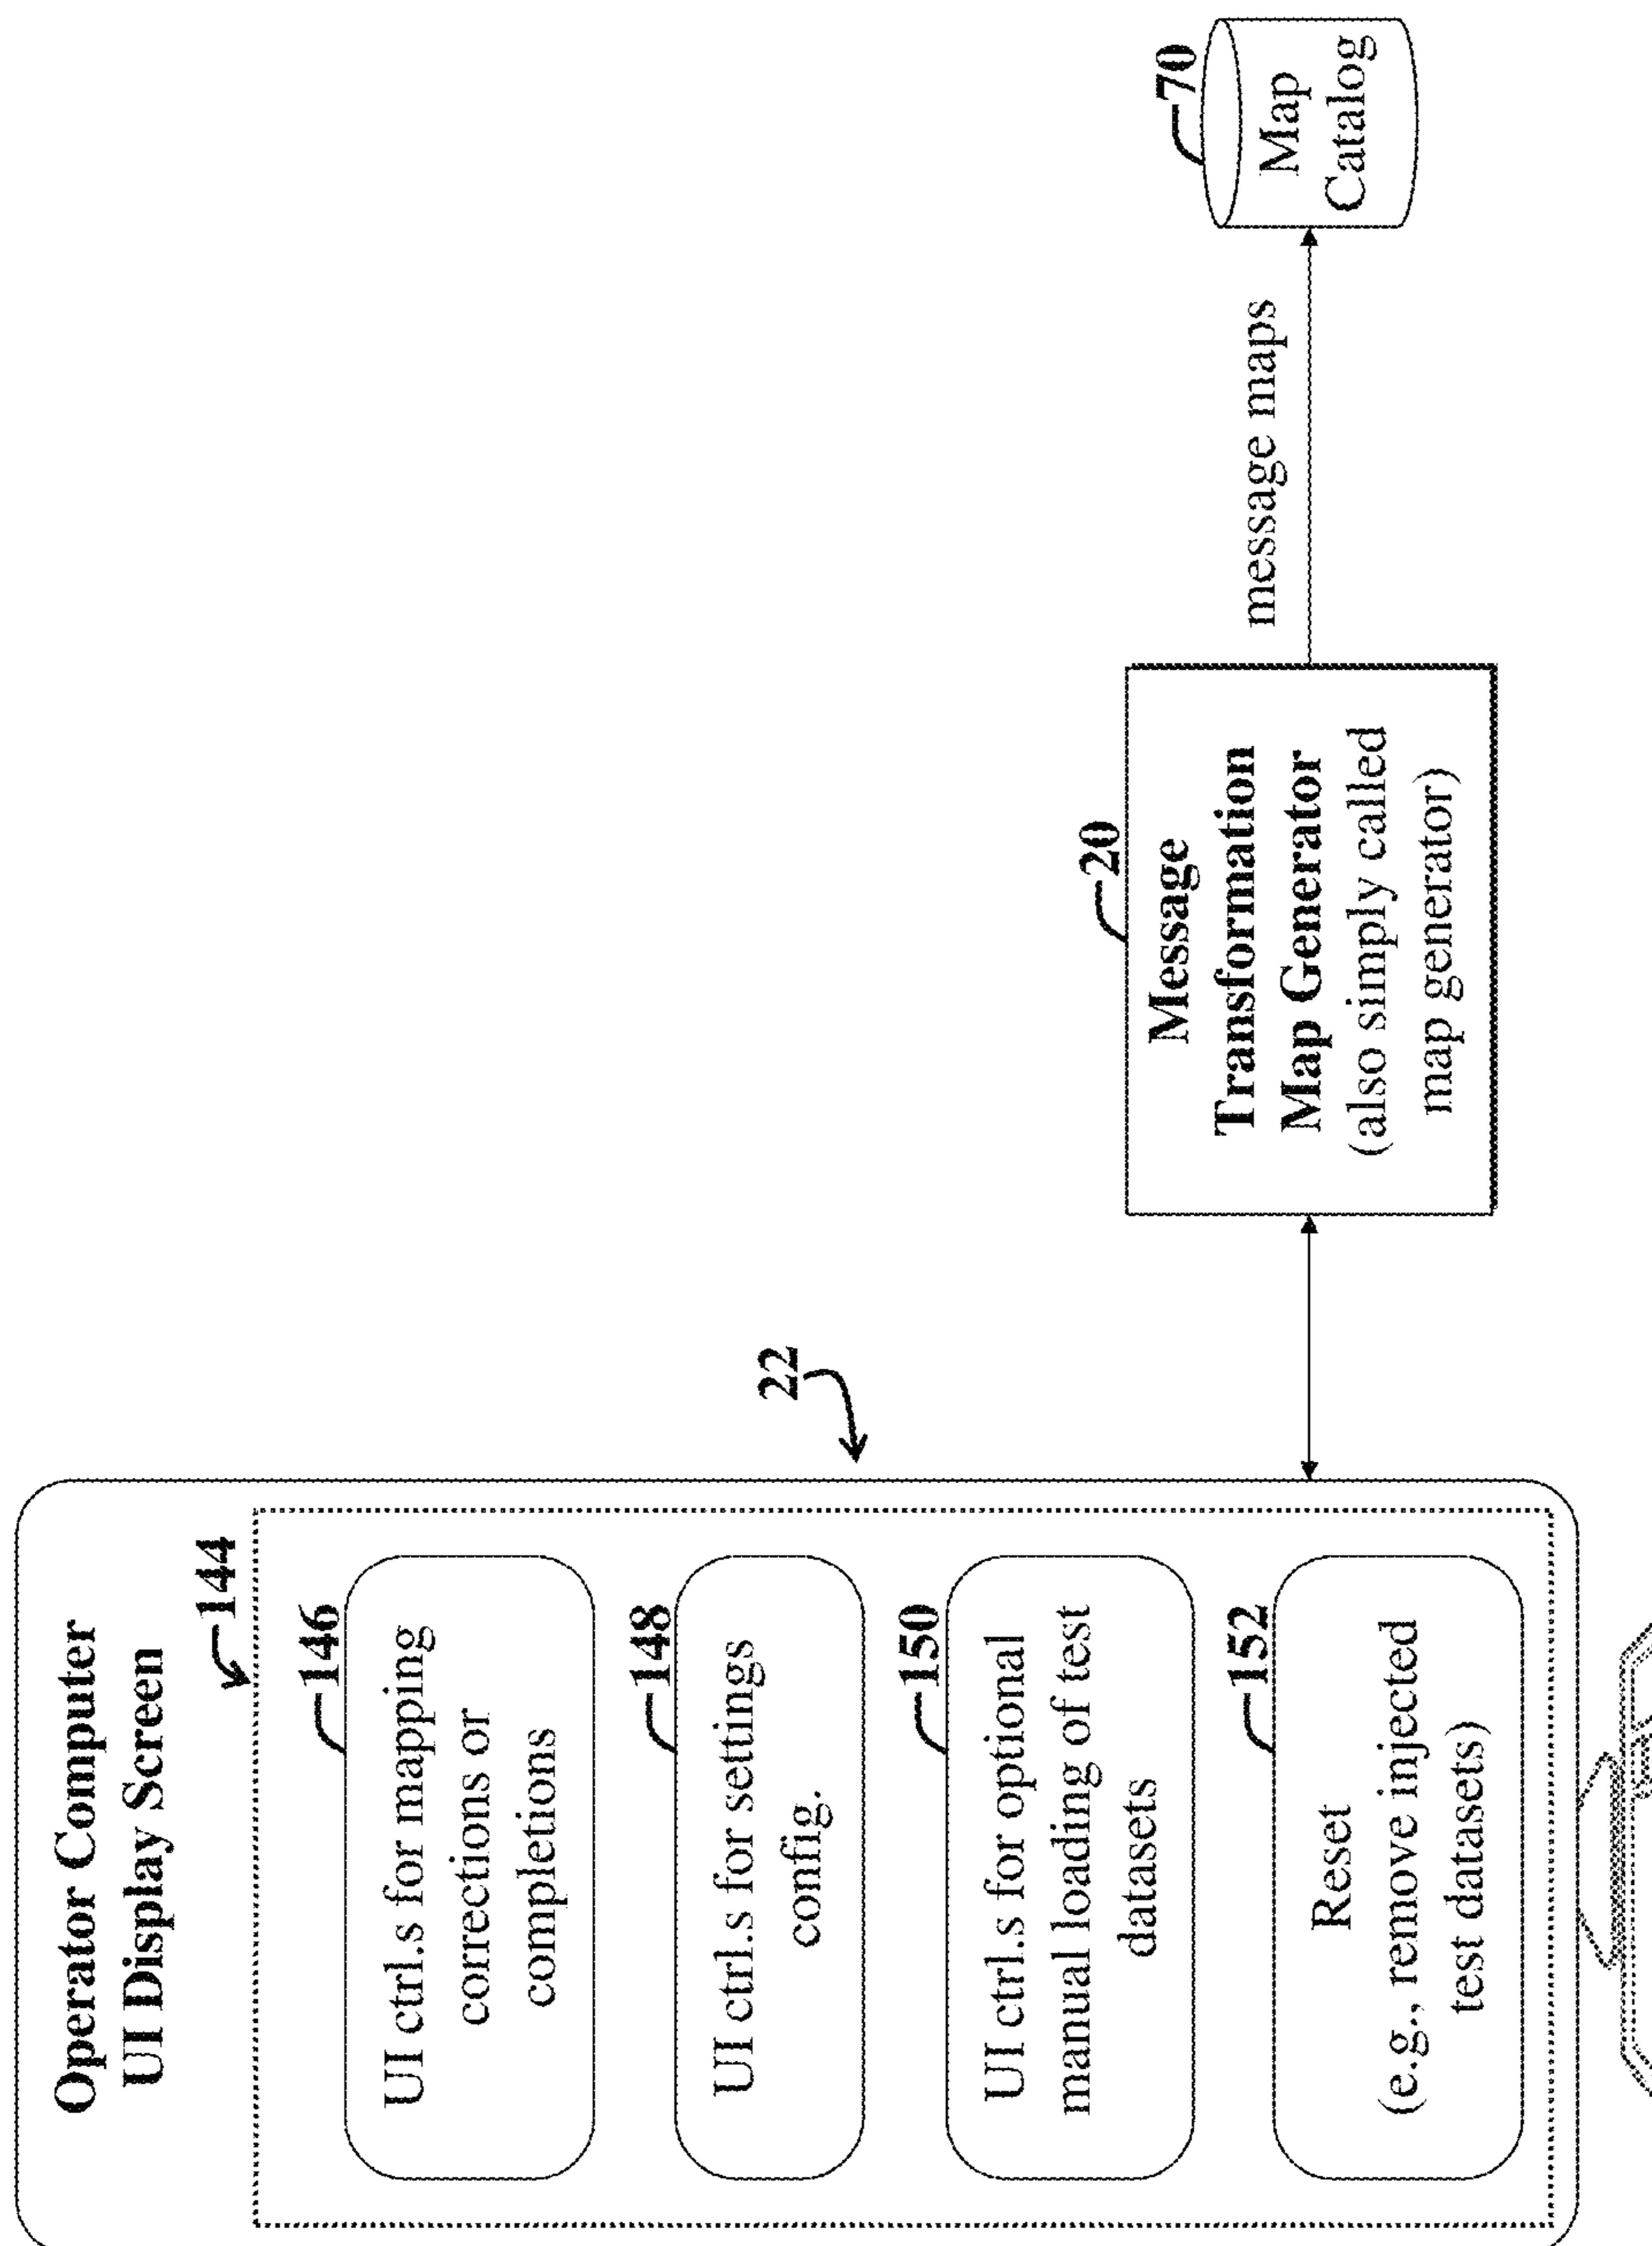 Operator Computer
UI Display Screen
144
146
UI ctrl.s for mapping
corrections or
completions
148
UI ctrl.s for settings
config.
150
UI ctrl.s for optional
manual loading of test
datasets
152
Reset
(e.g., remove injected
test datasets)
22
20
Message
Transformation
Map Generator
(also simply called
map generator)
message maps
70
Map
Catalog